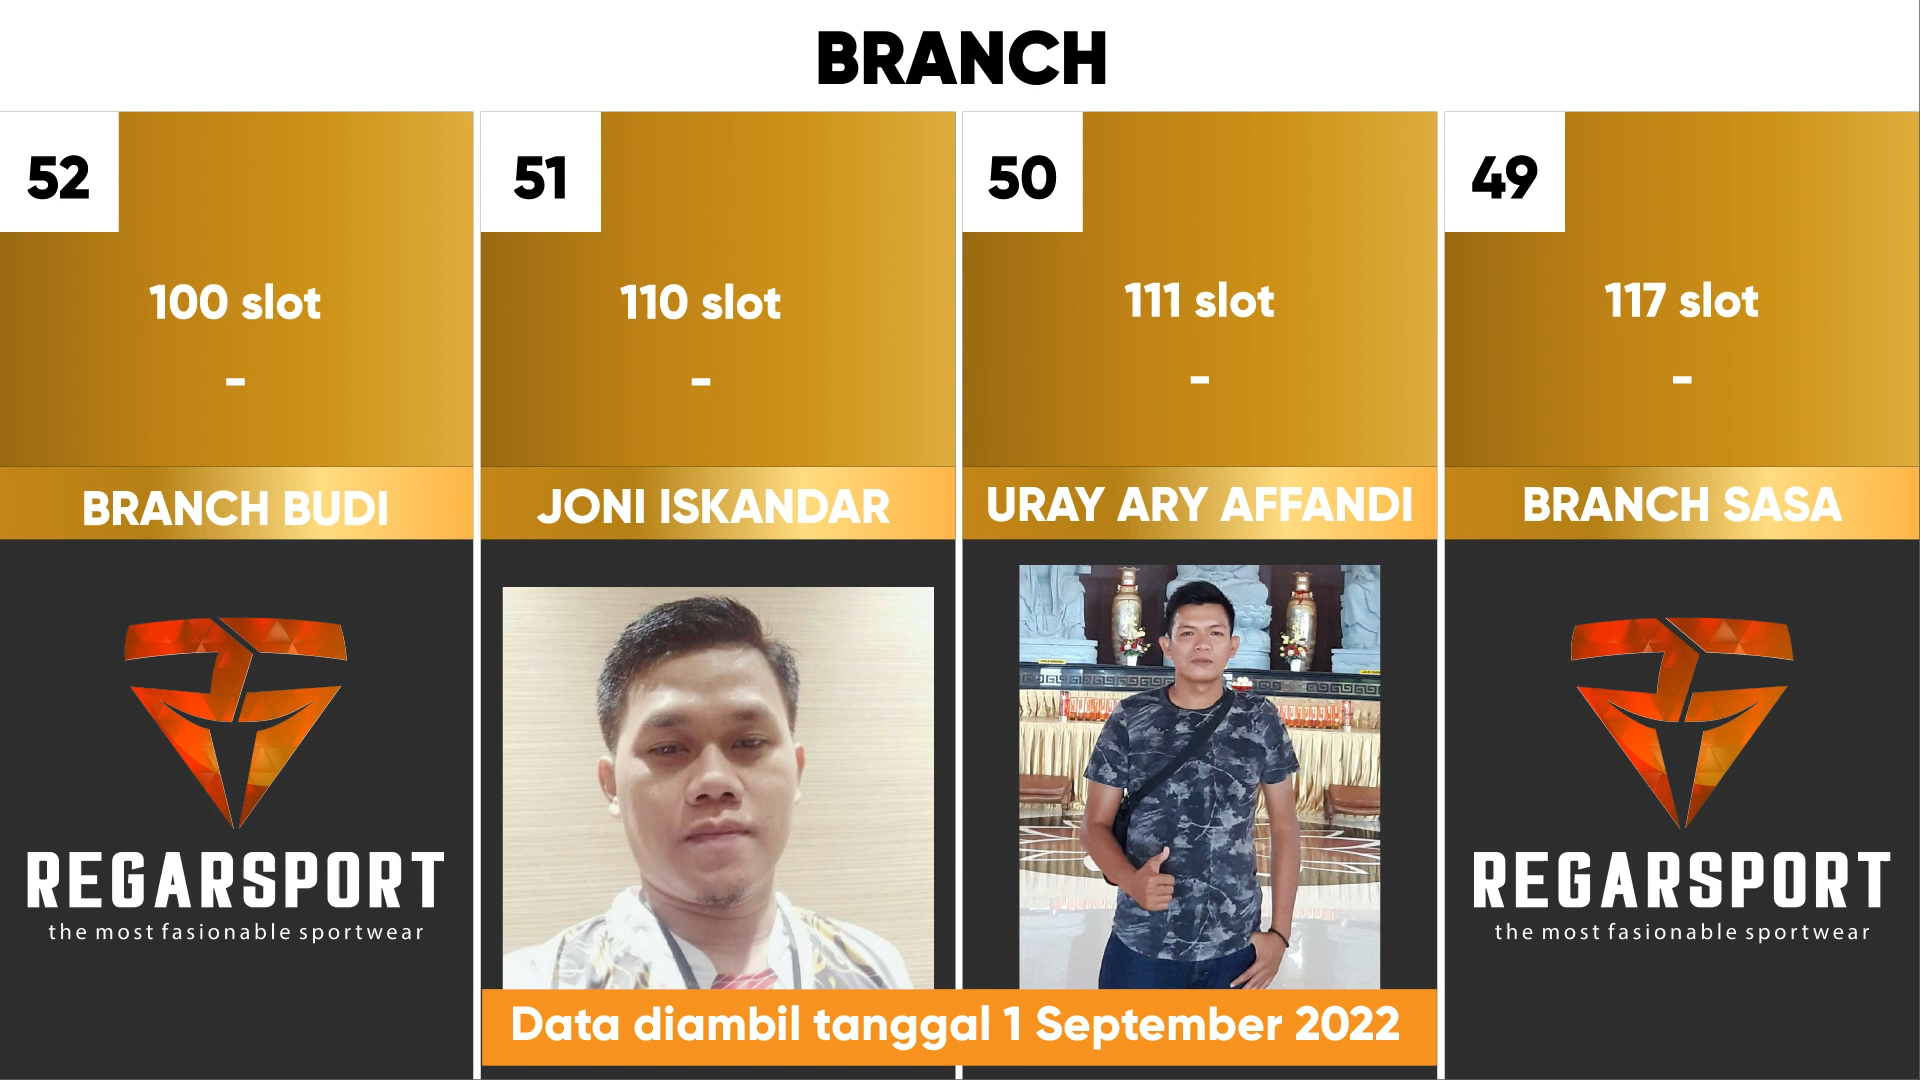 BRANCH
52
100 slot
-
BRANCH BUDI
REGARSPORT
the most fasionable sportwear
51
110 slot
-
JONI ISKANDAR
50
111 slot
-
URAY ARY AFFANDI
49
117 slot
-
BRANCH SASA
REGARSPORT
the most fasionable sportwear
Data diambil tanggal 1 September 2022